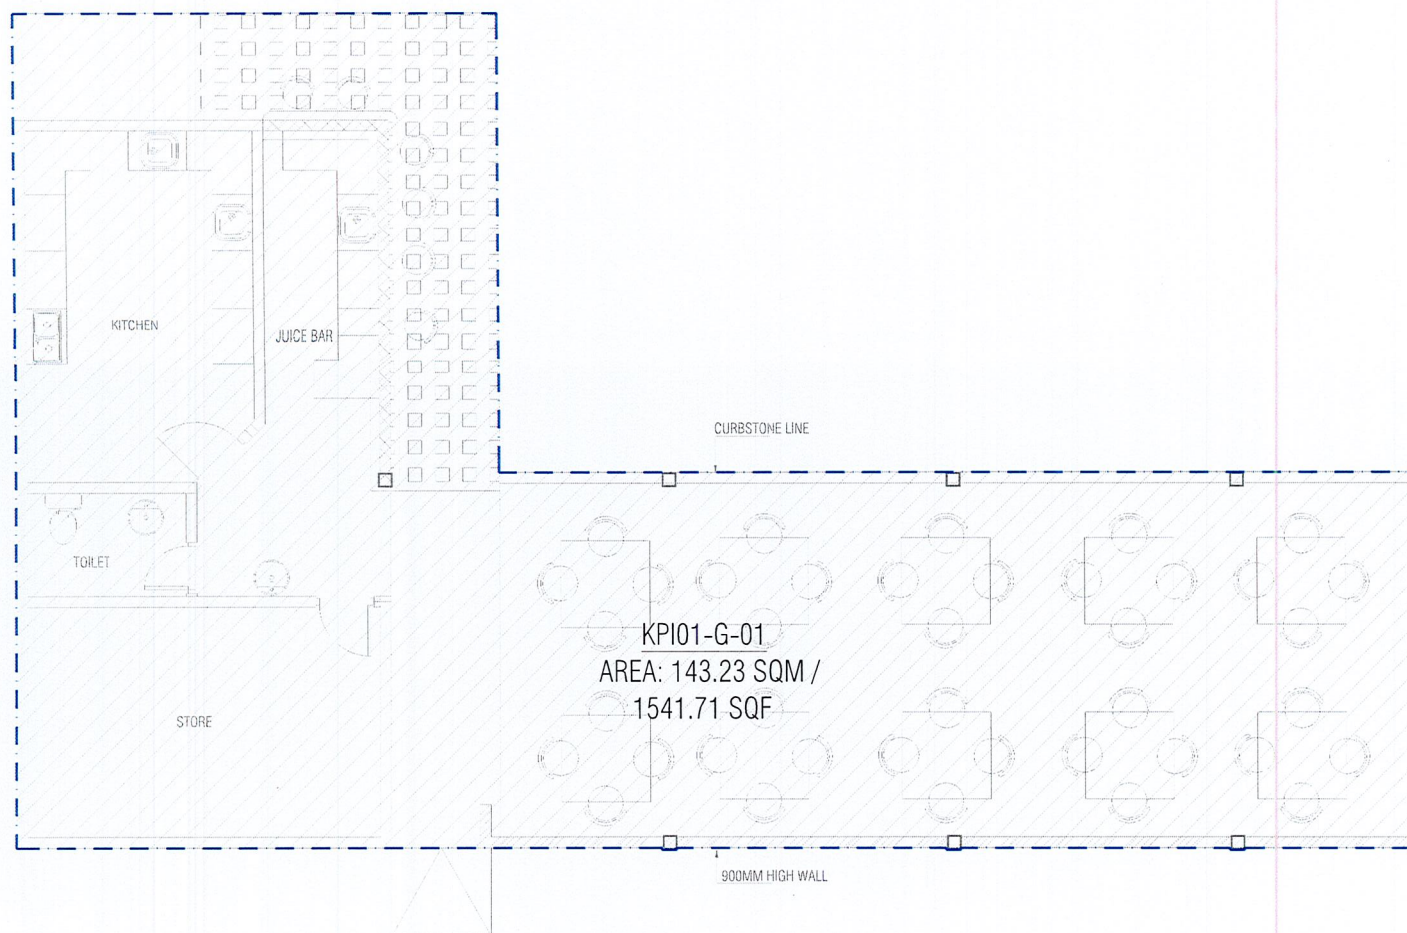 KITCHEN
JUICE BAR
CURBSTONE LINE
TOILET
KPI01-G-01
AREA: 143.23 SQM /
1541.71 SQF
STORE
900MM HIGH WALL